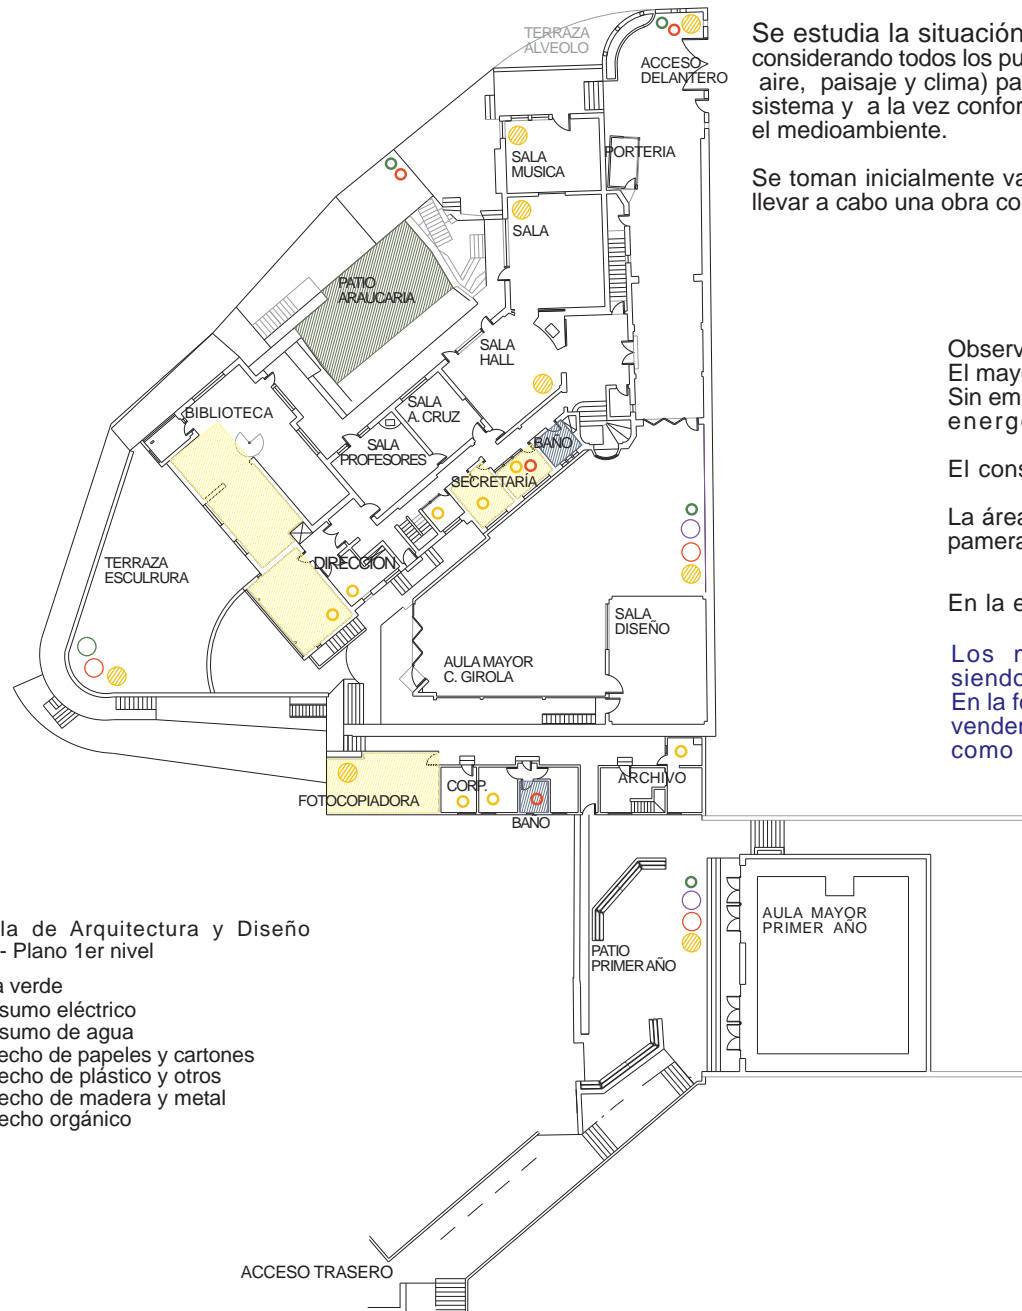 TERRAZA
ALVEOLO
ACCESO
DELANTERO
SALA
MUSICA
PORTERIA
SALA
PATIO
ARAUCARIA
SALA
HALL
SALA
A. CRUZ
BIBLIOTECA
SALA
PROFESORES
BAÑO
SECRETARÍA
TERRAZA
ESCULRURA
DIRECCIÓN
SALA
DISEÑO
AULA MAYOR
C. GIROLA
FOTOCOPIADORA
CORP.
ARCHIVO
BAÑO
AULA MAYOR
PRIMER AÑO
PATIO
PRIMER AÑO
ACCESO TRASERO
Se estudia la situación
considerando todos los pu
aire, paisaje y clima) pa
sistema y a la vez confor
el medioambiente.
Se toman inicialmente va
llevar a cabo una obra co
Observ
El mayo
Sin em
energ
El cons
La área
pamera
En la e
Los
siendo
En la fo
vender
como
la de Arquitectura y Diseño
- Plano 1er nivel
a verde
sumo eléctrico
sumo de agua
echo de papeles y cartones
echo de plástico y otros
echo de madera y metal
echo orgánico